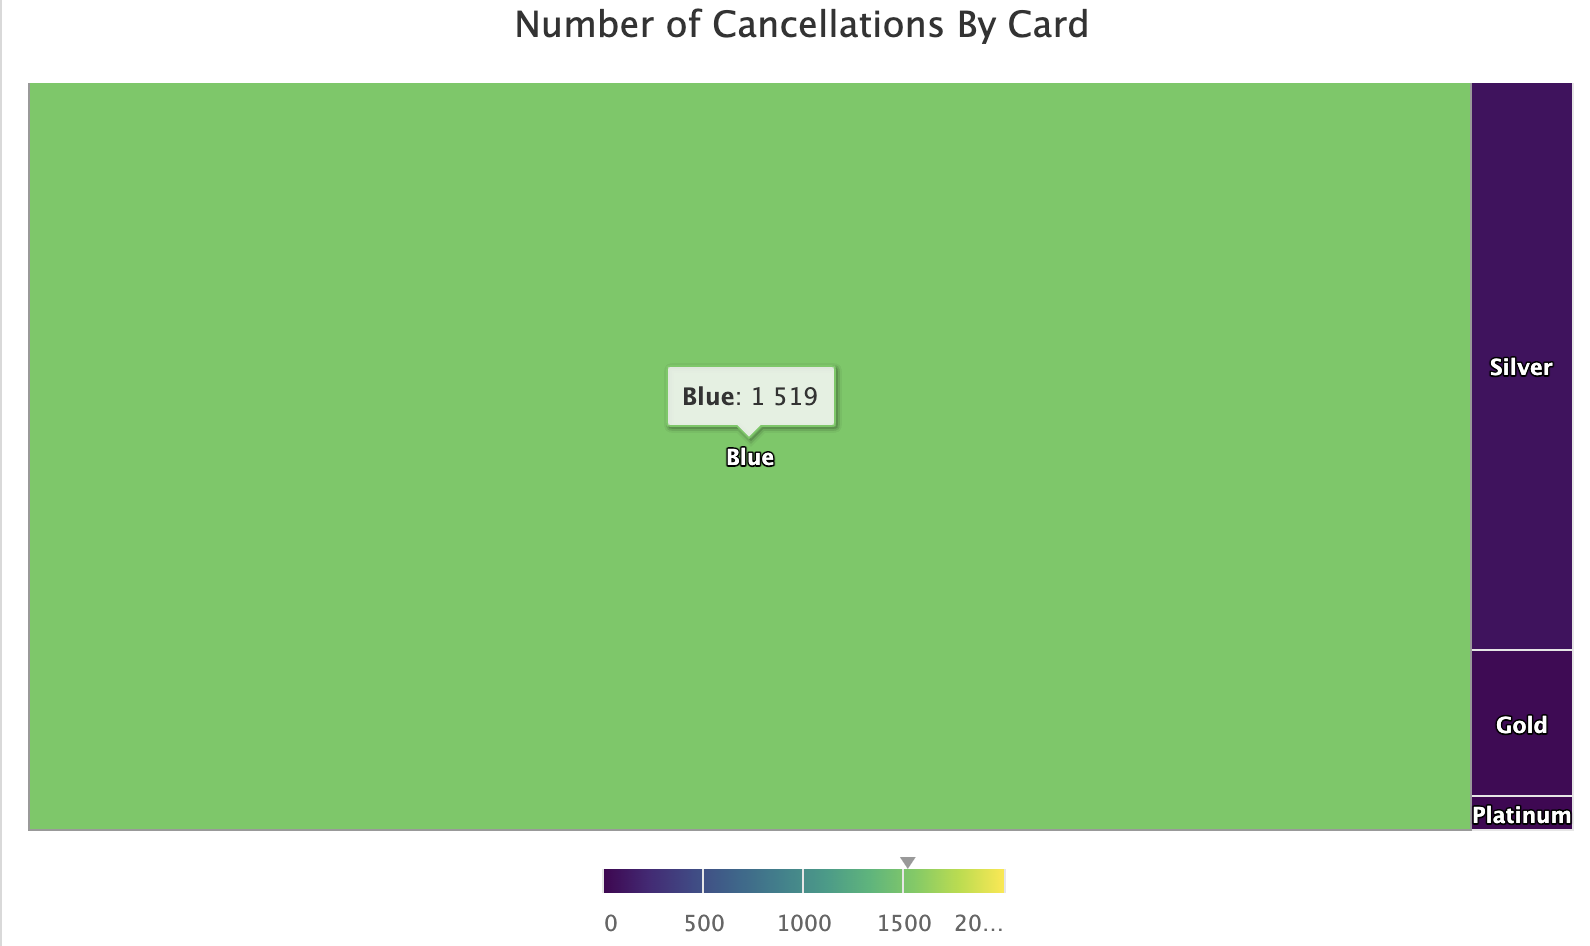 Number of Cancellations By Card
Blue: 1 519
Blue
Silver
Gold
Platinum
0 500 1000 1500 20...